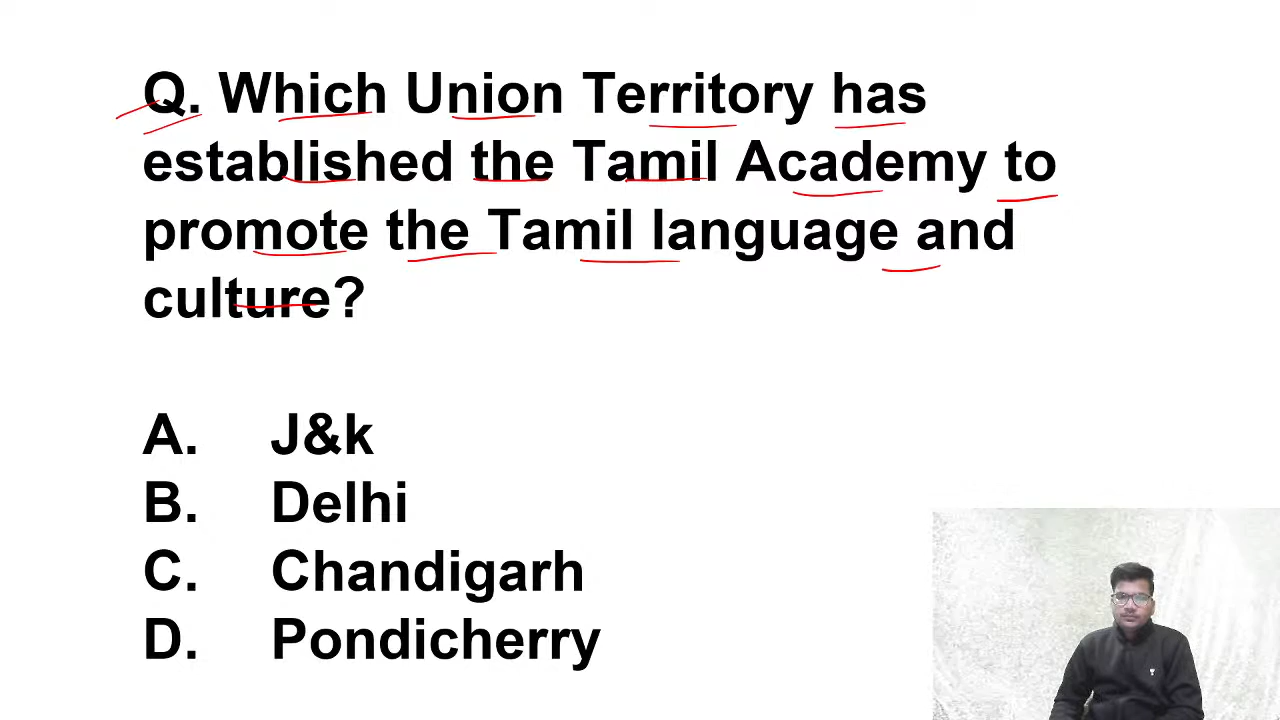 Q. Which Union Territory has
established the Tamil Academy to
promote the Tamil language and
culture?
A. J&k
B. Delhi
C. Chandigarh
D. Pondicherry